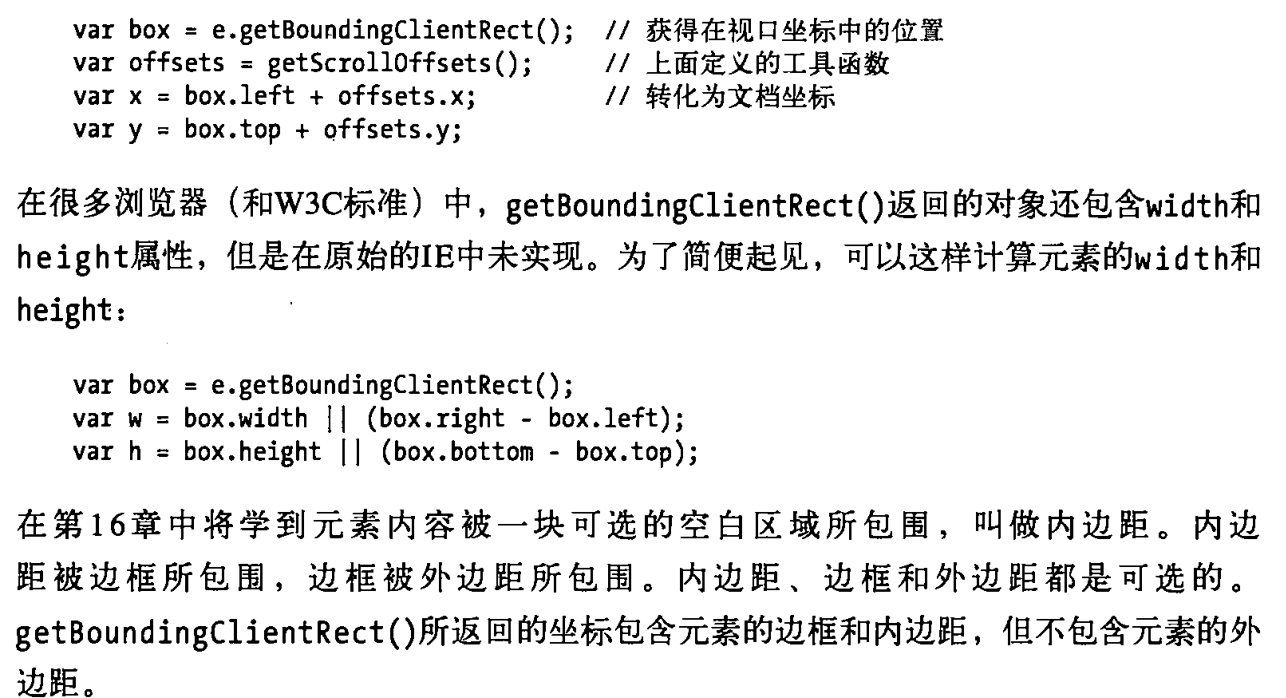 var box = e.getBoundingClientRect(); // 获得在视口坐标中的位置
var offsets = getScrollOffsets(); // 上面定义的工具函数
var x = box.left + offsets.x; // 转化为文档坐标
var y = box.top + offsets.y;
在很多浏览器（和W3C标准）中，getBoundingClientRect()返回的对象还包含width和
height属性，但是在原始的IE中未实现。为了简便起见，可以这样计算元素的width和
height：
var box = e.getBoundingClientRect();
var w = box.width || (box.right - box.left);
var h = box.height || (box.bottom - box.top);
在第16章中将学到元素内容被一块可选的空白区域所包围，叫做内边距。内边
距被边框所包围，边框被外边距所包围。内边距、边框和外边距都是可选的。
getBoundingClientRect()所返回的坐标包含元素的边框和内边距，但不包含元素的外
边距。